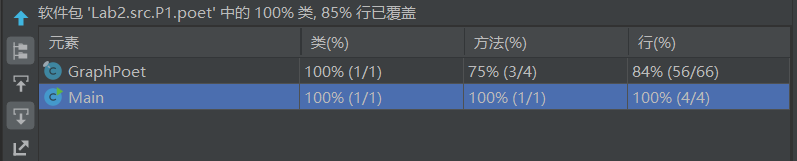 软件包 'Lab2.src.P1.poet' 中的 100% 类, 85% 行已覆盖
元素 类(%) 方法(%) 行(%)
GraphPoet 100% (1/1) 75% (3/4) 84% (56/66)
Main 100% (1/1) 100% (1/1) 100% (4/4)